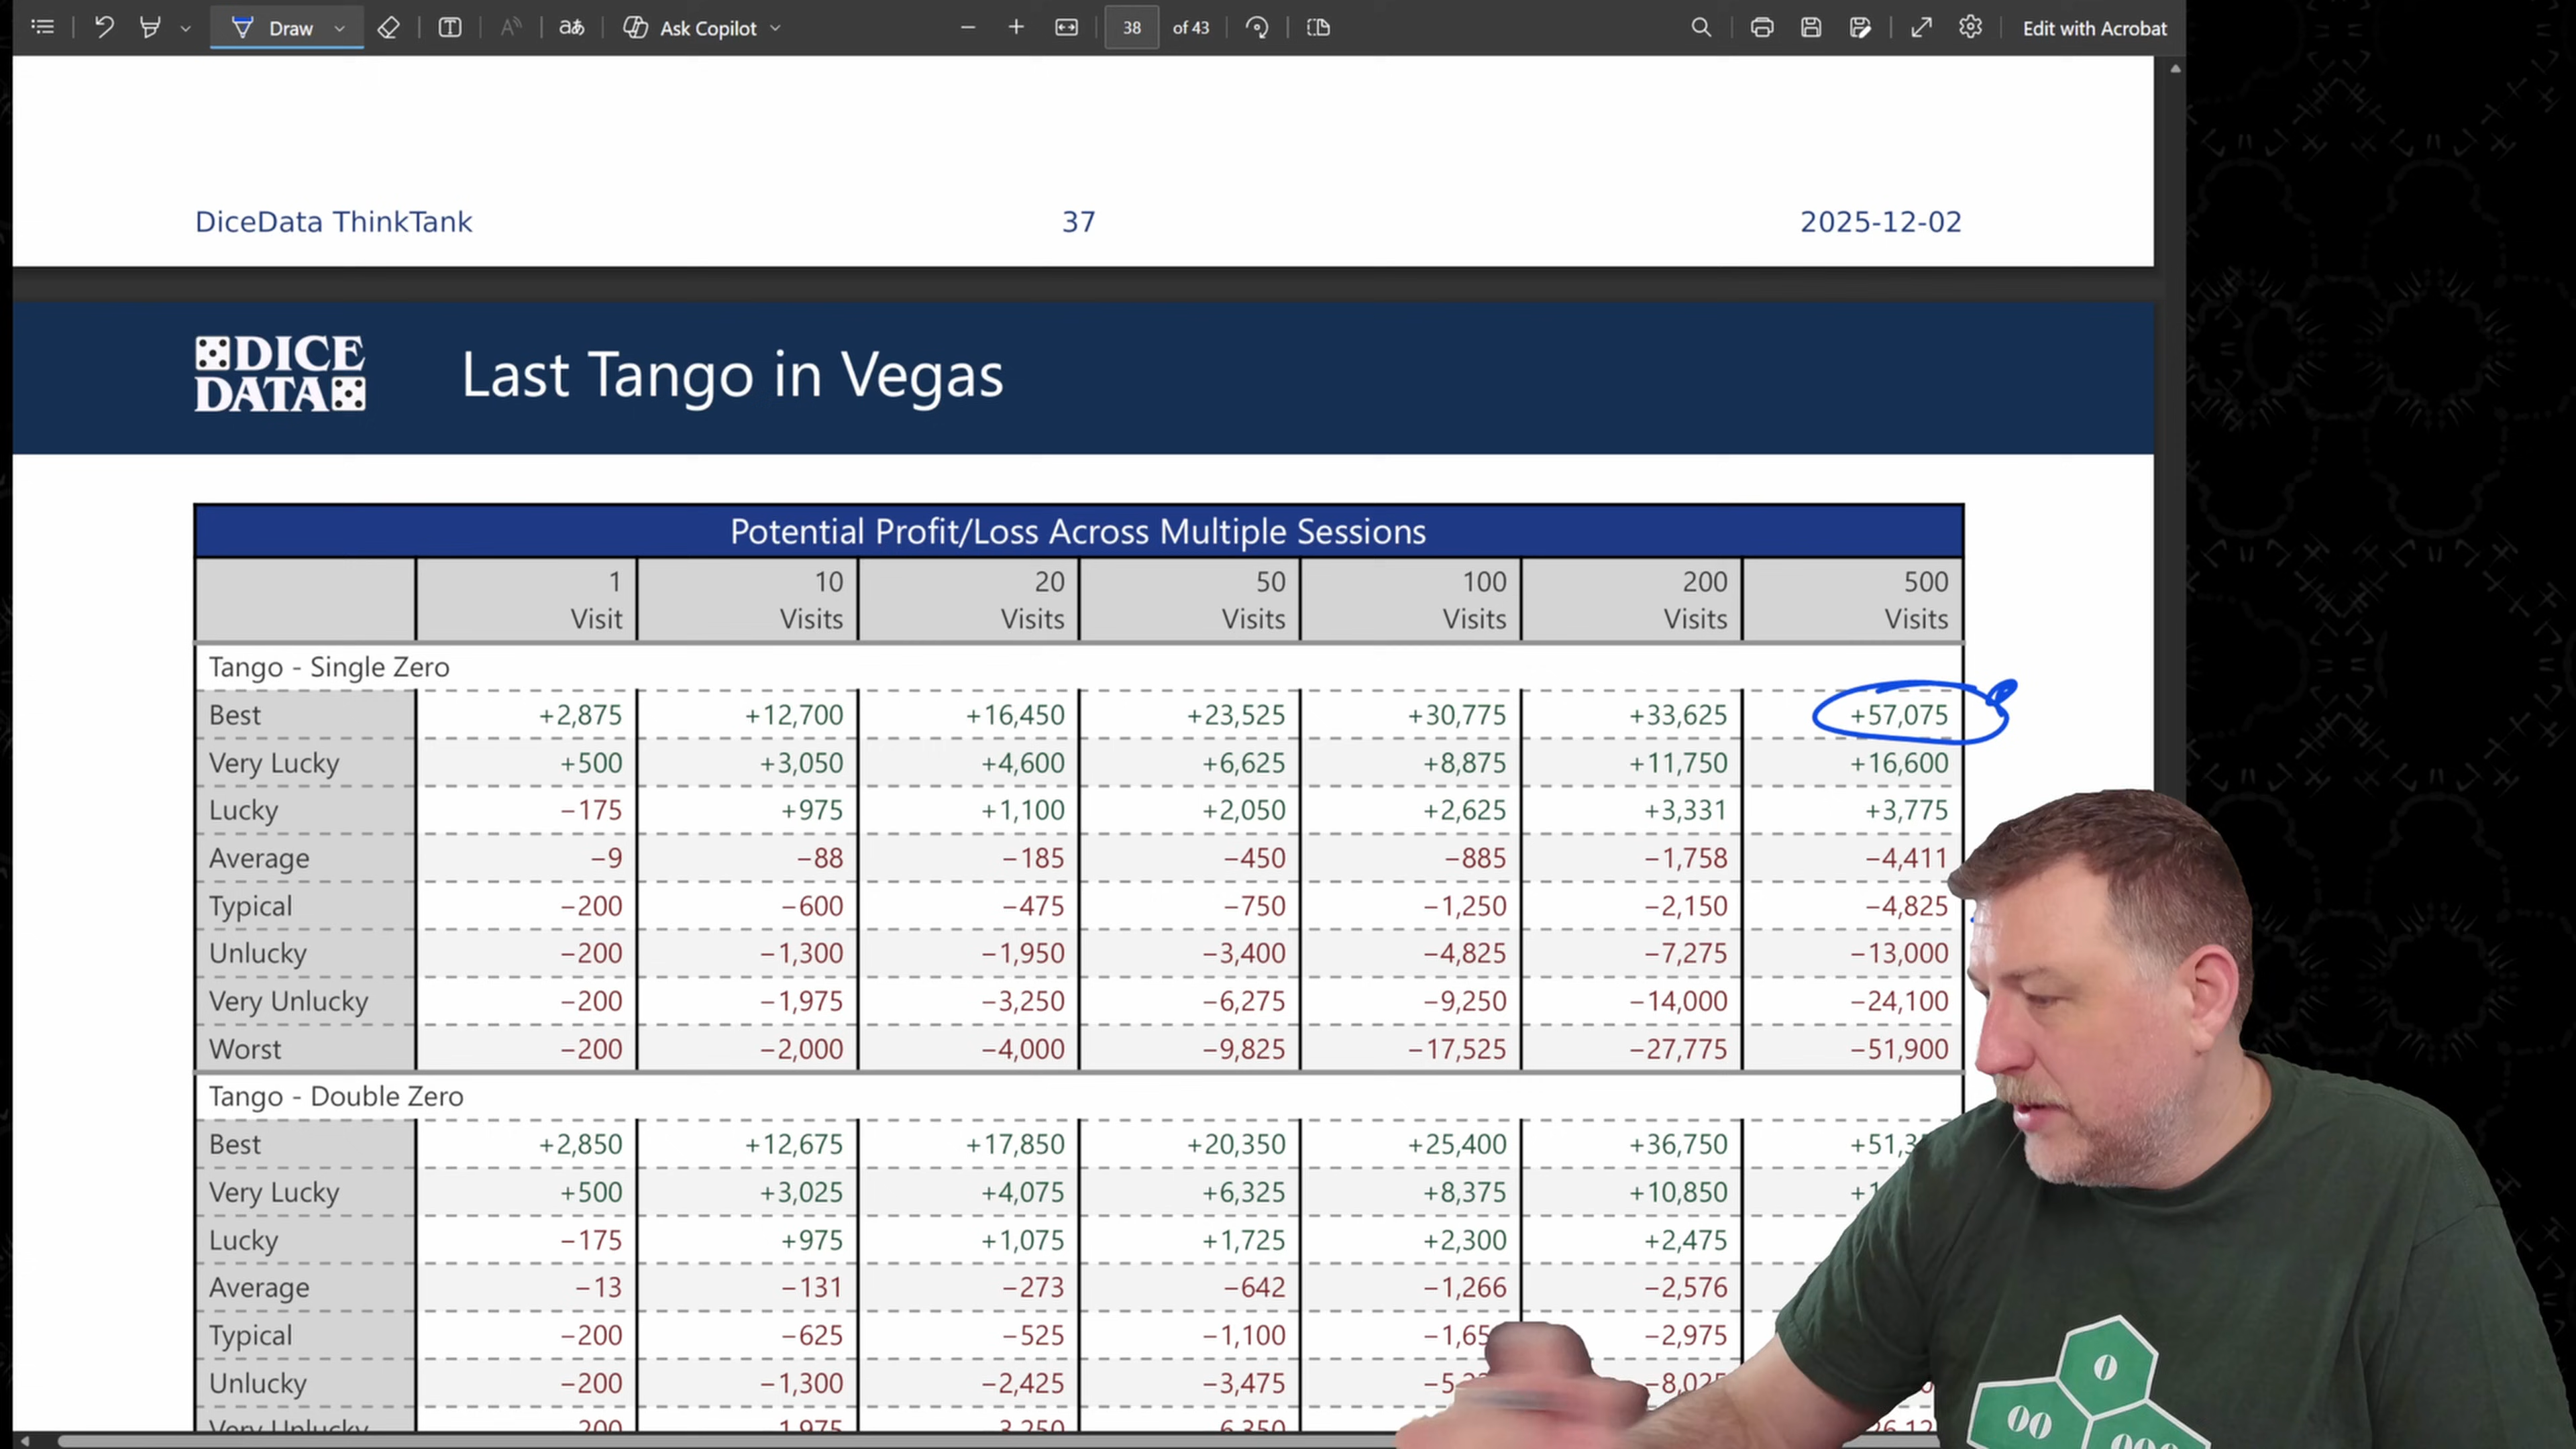 Draw
Ask Copilot
38 of 43
Edit with Acrobat
DiceData ThinkTank 37 2025-12-02
DICE DATA
Last Tango in Vegas
Potential Profit/Loss Across Multiple Sessions
1 Visit 10 Visits 20 Visits 50 Visits 100 Visits 200 Visits 500 Visits
Tango - Single Zero
Best +2,875 +12,700 +16,450 +23,525 +30,775 +33,625 +57,075
Very Lucky +500 +3,050 +4,600 +6,625 +8,875 +11,750 +16,600
Lucky −175 +975 +1,100 +2,050 +2,625 +3,331 +3,775
Average −9 −88 −185 −450 −885 −1,758 −4,411
Typical −200 −600 −475 −750 −1,250 −2,150 −4,825
Unlucky −200 −1,300 −1,950 −3,400 −4,825 −7,275 −13,000
Very Unlucky −200 −1,975 −3,250 −6,275 −9,250 −14,000 −24,100
Worst −200 −2,000 −4,000 −9,825 −17,525 −27,775 −51,900
Tango - Double Zero
Best +2,850 +12,675 +17,850 +20,350 +25,400 +36,750
Very Lucky +500 +3,025 +4,075 +6,325 +8,375 +10,850
Lucky −175 +975 +1,075 +1,725 +2,300 +2,475
Average −13 −131 −273 −642 −1,266 −2,576
Typical −200 −625 −525 −1,100 −2,975
Unlucky −200 −1,300 −2,425 −3,475
Very Unlucky
0
00
000